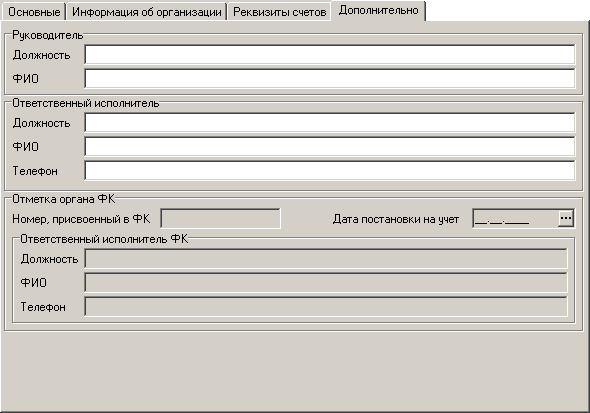 Основные Информация об организации Реквизиты счетов Дополнительно
Руководитель
Должность
ФИО
Ответственный исполнитель
Должность
ФИО
Телефон
Отметка органа ФК
Номер, присвоенный в ФК Дата постановки на учет __.__.____ ...
Ответственный исполнитель ФК
Должность
ФИО
Телефон